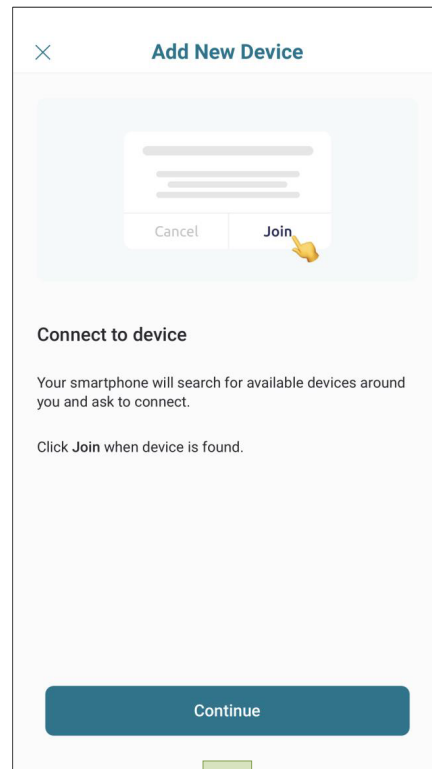 Add New Device
Cancel Join
Connect to device
Your smartphone will search for available devices around
you and ask to connect.
Click Join when device is found.
Continue